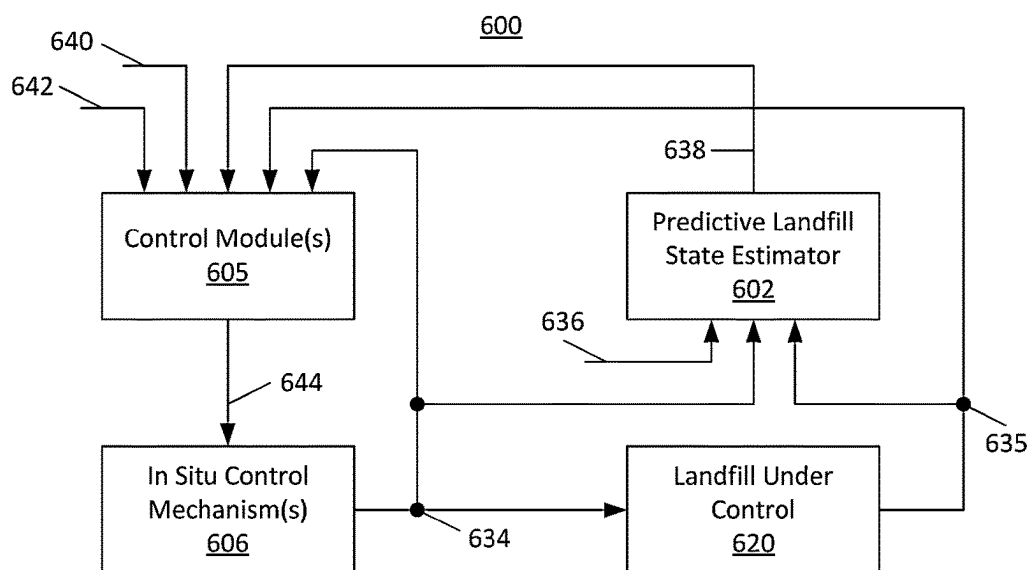 600
640
642
638
Control Module(s)
605
Predictive Landfill
State Estimator
602
636
644
635
In Situ Control
Mechanism(s)
606
634
Landfill Under
Control
620